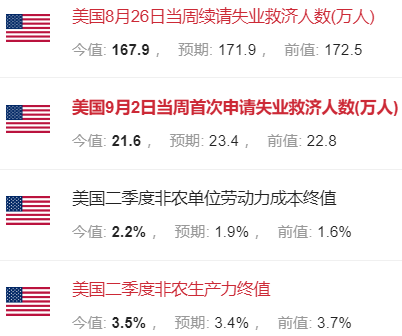 美国8月26日当周续请失业救济人数(万人)
今值: 167.9 ， 预期: 171.9 ， 前值: 172.5
美国9月2日当周首次申请失业救济人数(万人)
今值: 21.6 ， 预期: 23.4 ， 前值: 22.8
美国二季度非农单位劳动力成本终值
今值: 2.2% ， 预期: 1.9% ， 前值: 1.6%
美国二季度非农生产力终值
今值: 3.5% ， 预期: 3.4% ， 前值: 3.7%